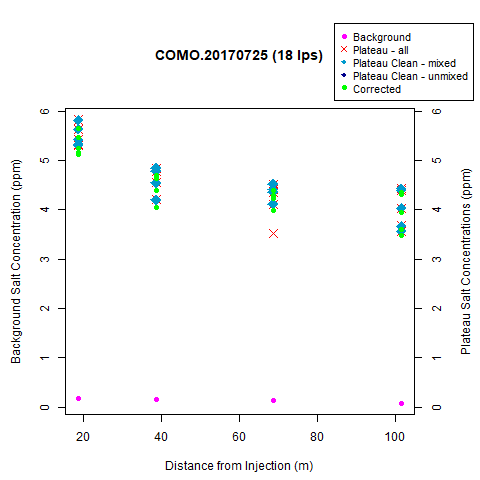 COMO.20170725 (18 lps)
Background
Plateau - all
Plateau Clean - mixed
Plateau Clean - unmixed
Corrected
Background Salt Concentration (ppm)
0 1 2 3 4 5 6
20 40 60 80 100
Distance from Injection (m)
0 1 2 3 4 5 6
Plateau Salt Concentrations (ppm)